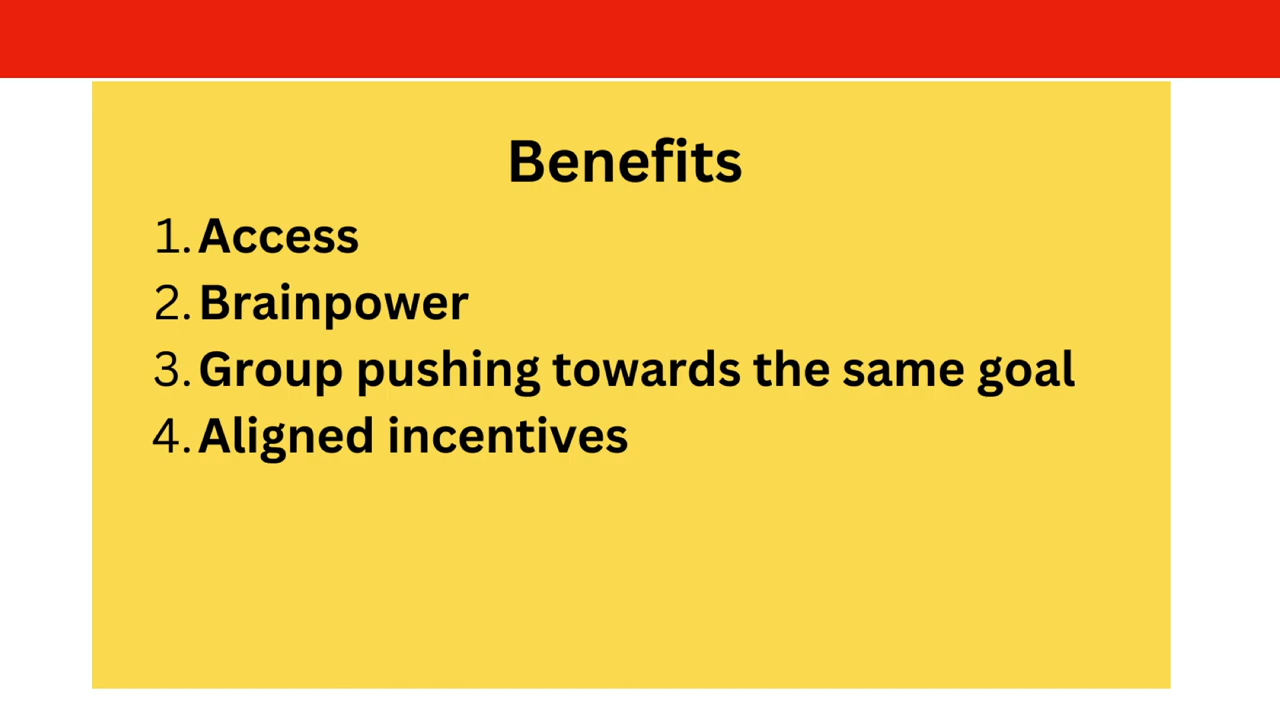 Benefits
1. Access
2. Brainpower
3. Group pushing towards the same goal
4. Aligned incentives